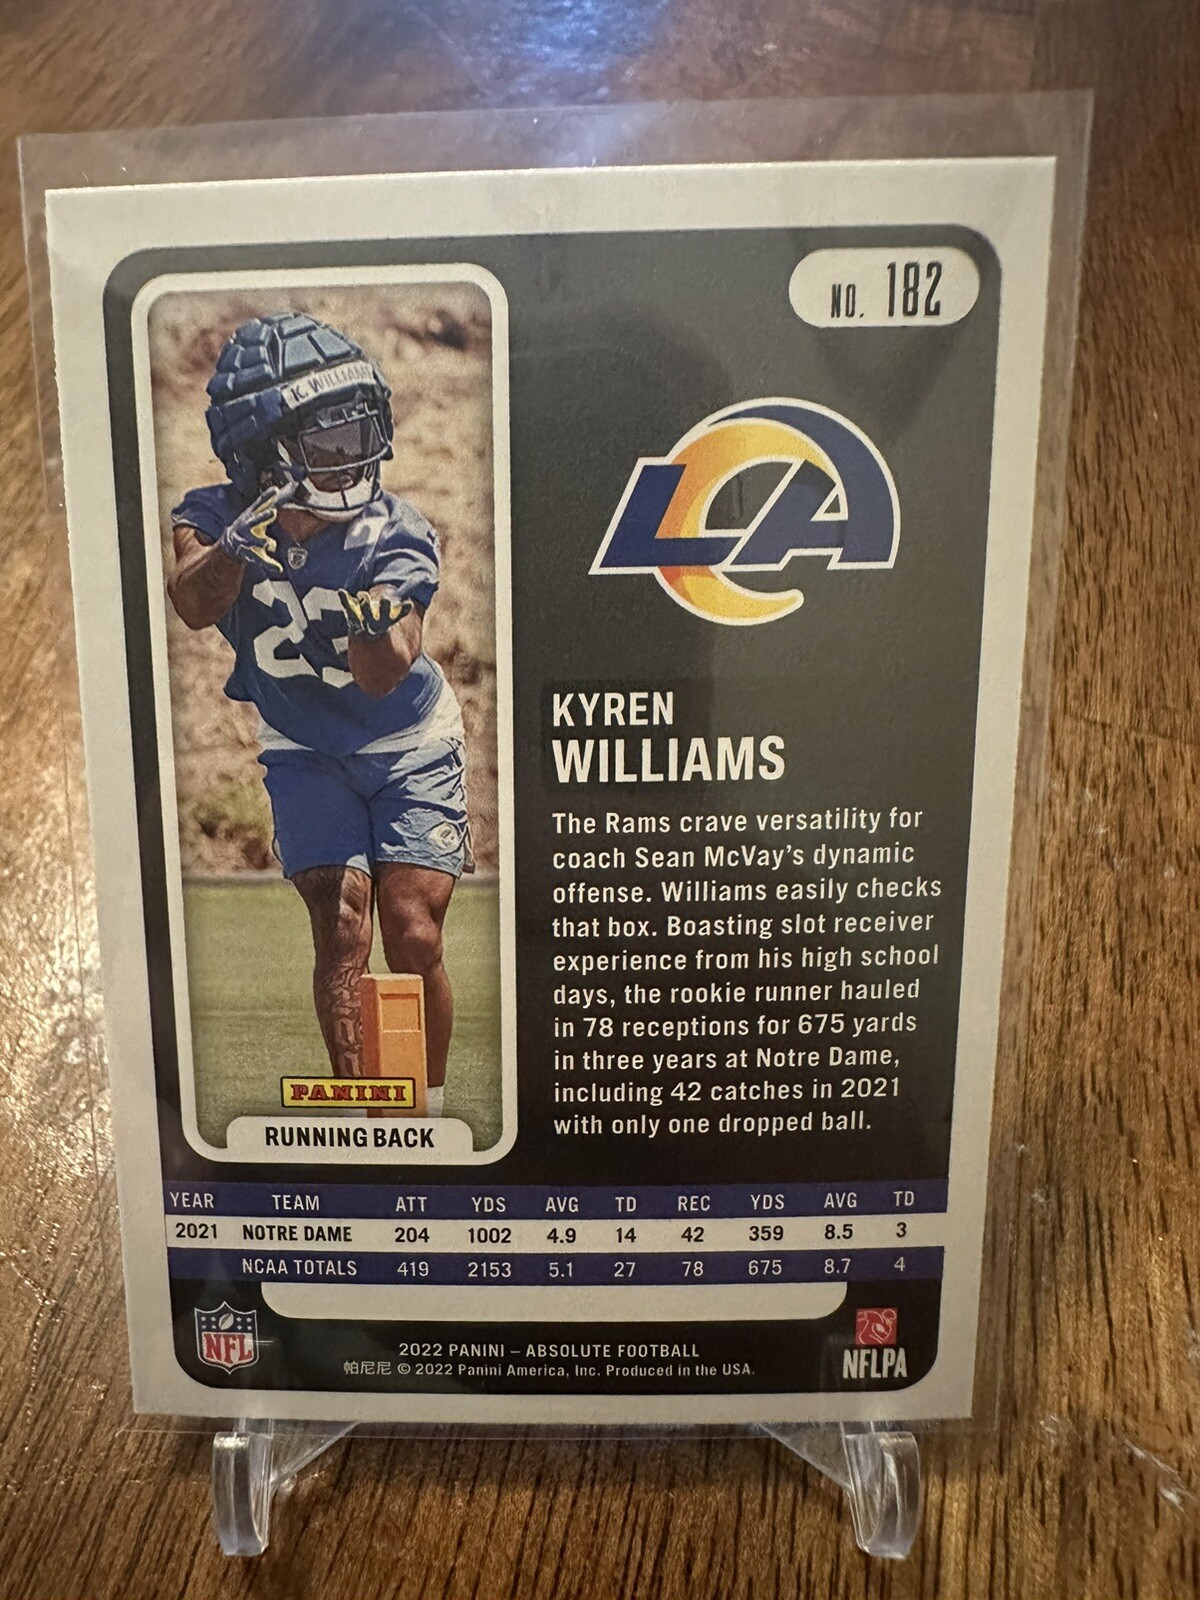 NO. 182
K. WILLIAMS
23
LA
KYREN
WILLIAMS
The Rams crave versatility for
coach Sean McVay's dynamic
offense. Williams easily checks
that box. Boasting slot receiver
experience from his high school
days, the rookie runner hauled
in 78 receptions for 675 yards
in three years at Notre Dame,
including 42 catches in 2021
with only one dropped ball.
PANINI
RUNNING BACK
YEAR TEAM ATT YDS AVG TD REC YDS AVG TD
2021 NOTRE DAME 204 1002 4.9 14 42 359 8.5 3
NCAA TOTALS 419 2153 5.1 27 78 675 8.7 4
NFL
2022 PANINI – ABSOLUTE FOOTBALL
帕尼尼 © 2022 Panini America, Inc. Produced in the USA.
NFLPA